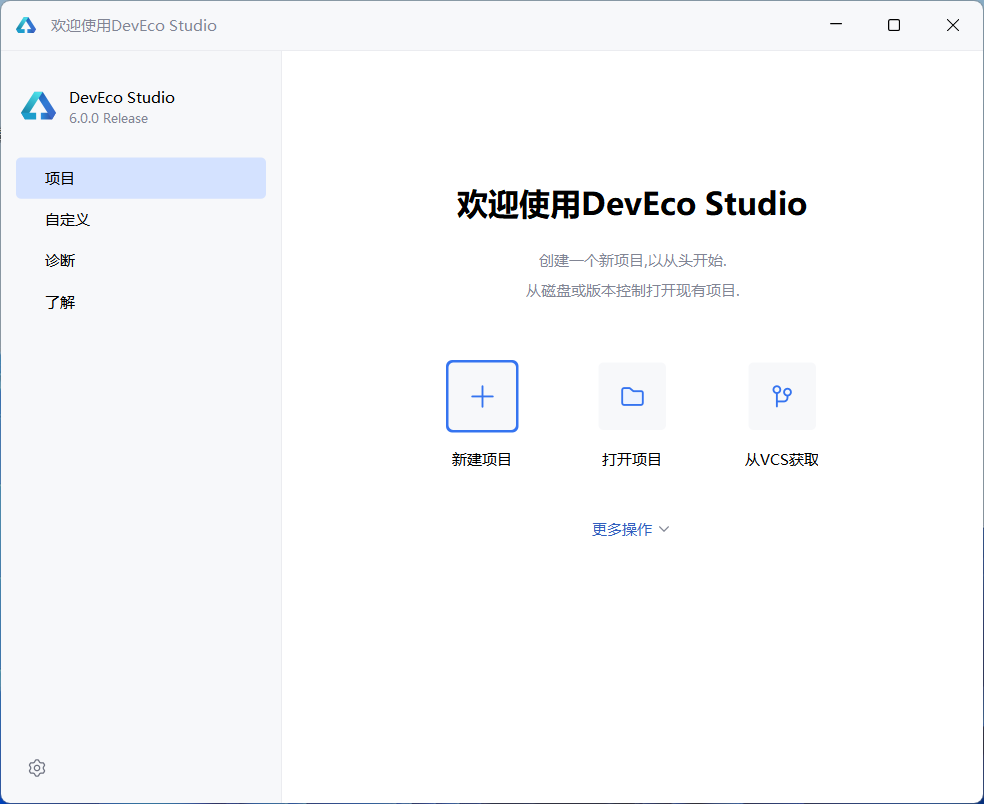 欢迎使用DevEco Studio
DevEco Studio
6.0.0 Release
项目
自定义
诊断
了解
欢迎使用DevEco Studio
创建一个新项目,以从头开始.
从磁盘或版本控制打开现有项目.
新建项目
打开项目
从VCS获取
更多操作